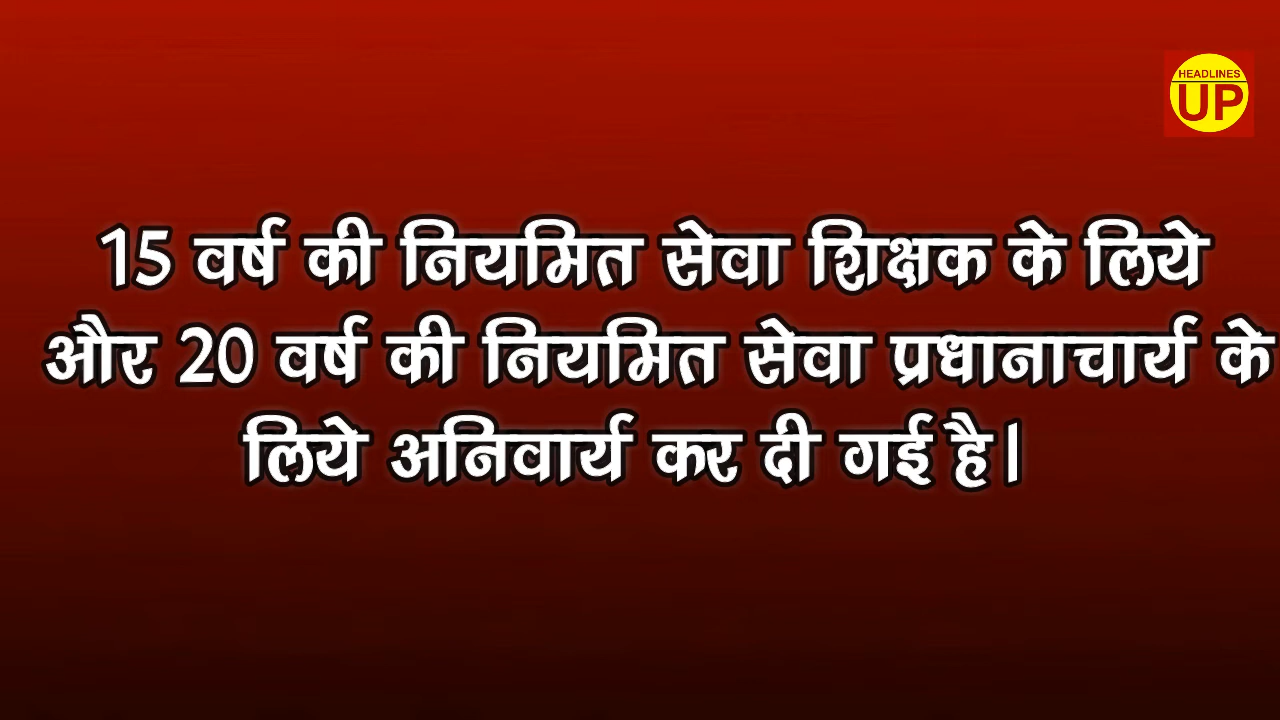 HEADLINES
UP
15 वर्ष की नियमित सेवा शिक्षक के लिये
और 20 वर्ष की नियमित सेवा प्रधानाचार्य के
लिये अनिवार्य कर दी गई है।